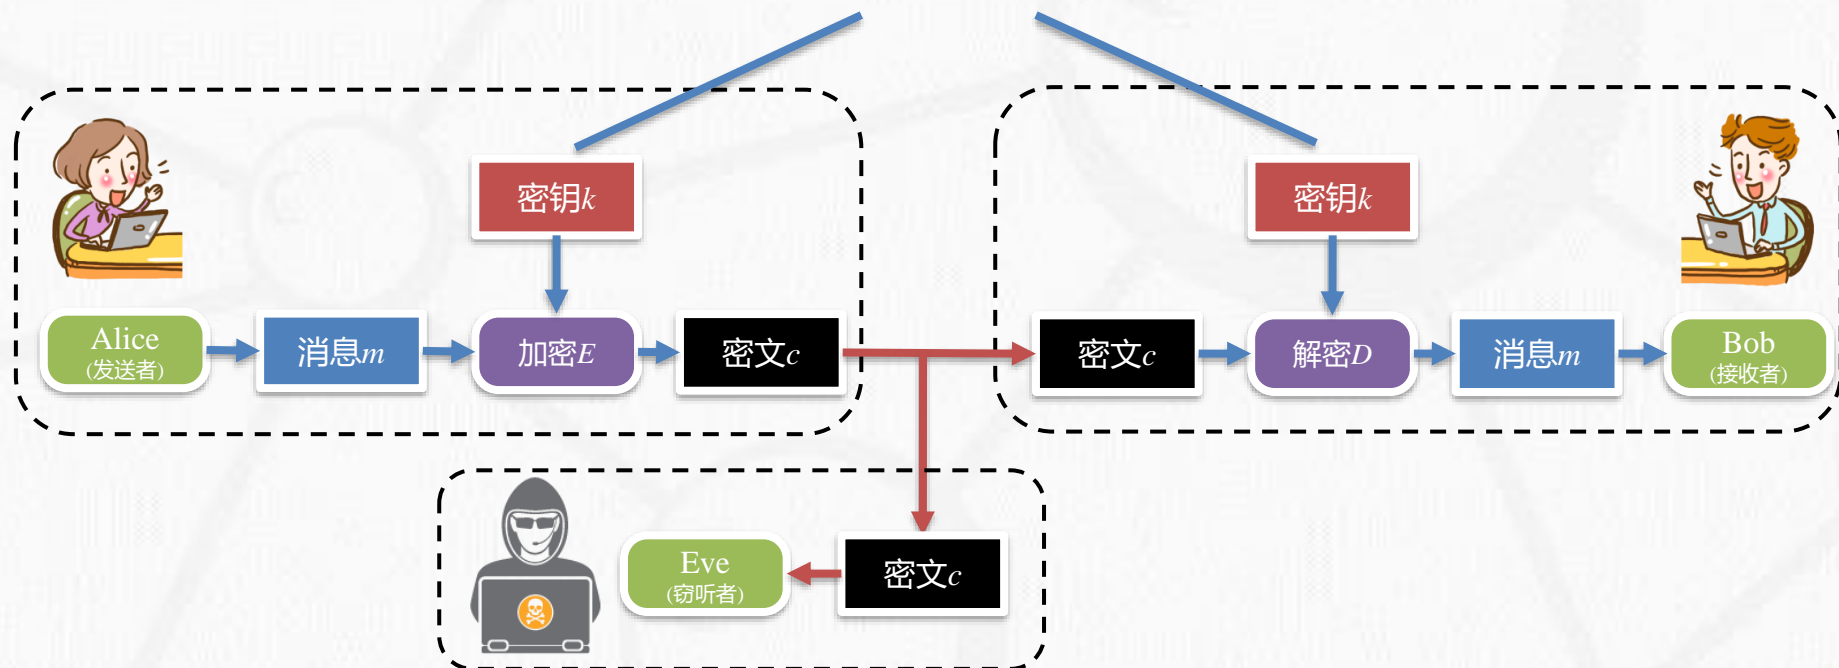 密钥k
密钥k
Alice
(发送者)
消息m
加密E
密文c
密文c
解密D
消息m
Bob
(接收者)
Eve
(窃听者)
密文c